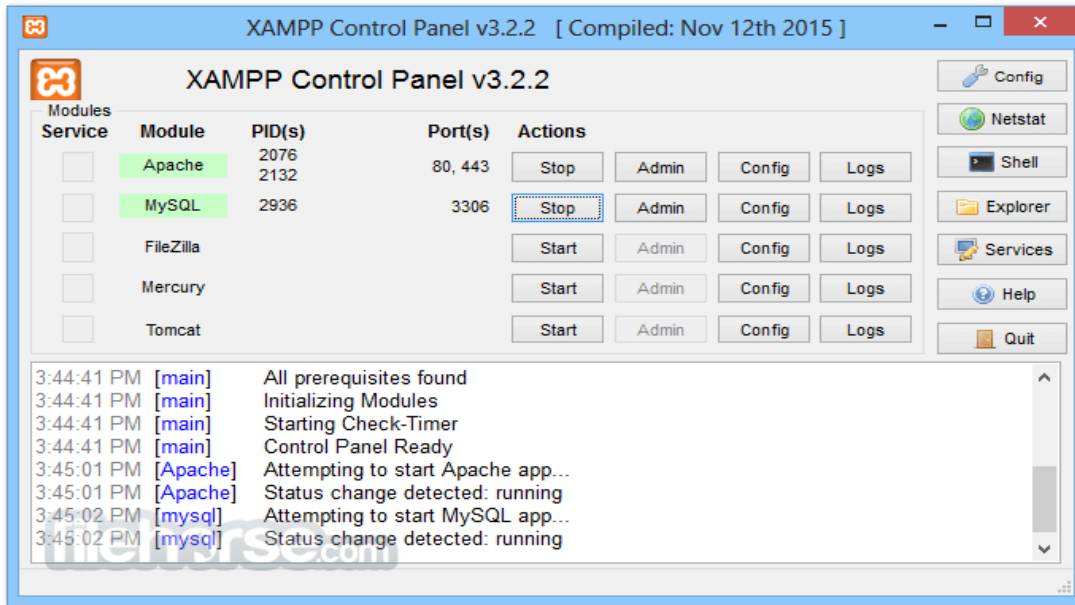 XAMPP Control Panel v3.2.2 [ Compiled: Nov 12th 2015 ]
XAMPP Control Panel v3.2.2
Config
Modules
Service Module PID(s) Port(s) Actions
Netstat
Apache 2076 2132 80, 443 Stop Admin Config Logs
Shell
MySQL 2936 3306 Stop Admin Config Logs
Explorer
FileZilla Start Admin Config Logs
Services
Mercury Start Admin Config Logs
Help
Tomcat Start Admin Config Logs
Quit
3:44:41 PM [main] All prerequisites found
3:44:41 PM [main] Initializing Modules
3:44:41 PM [main] Starting Check-Timer
3:44:41 PM [main] Control Panel Ready
3:45:01 PM [Apache] Attempting to start Apache app...
3:45:01 PM [Apache] Status change detected: running
3:45:02 PM [mysql] Attempting to start MySQL app...
3:45:02 PM [mysql] Status change detected: running
filehorse.com